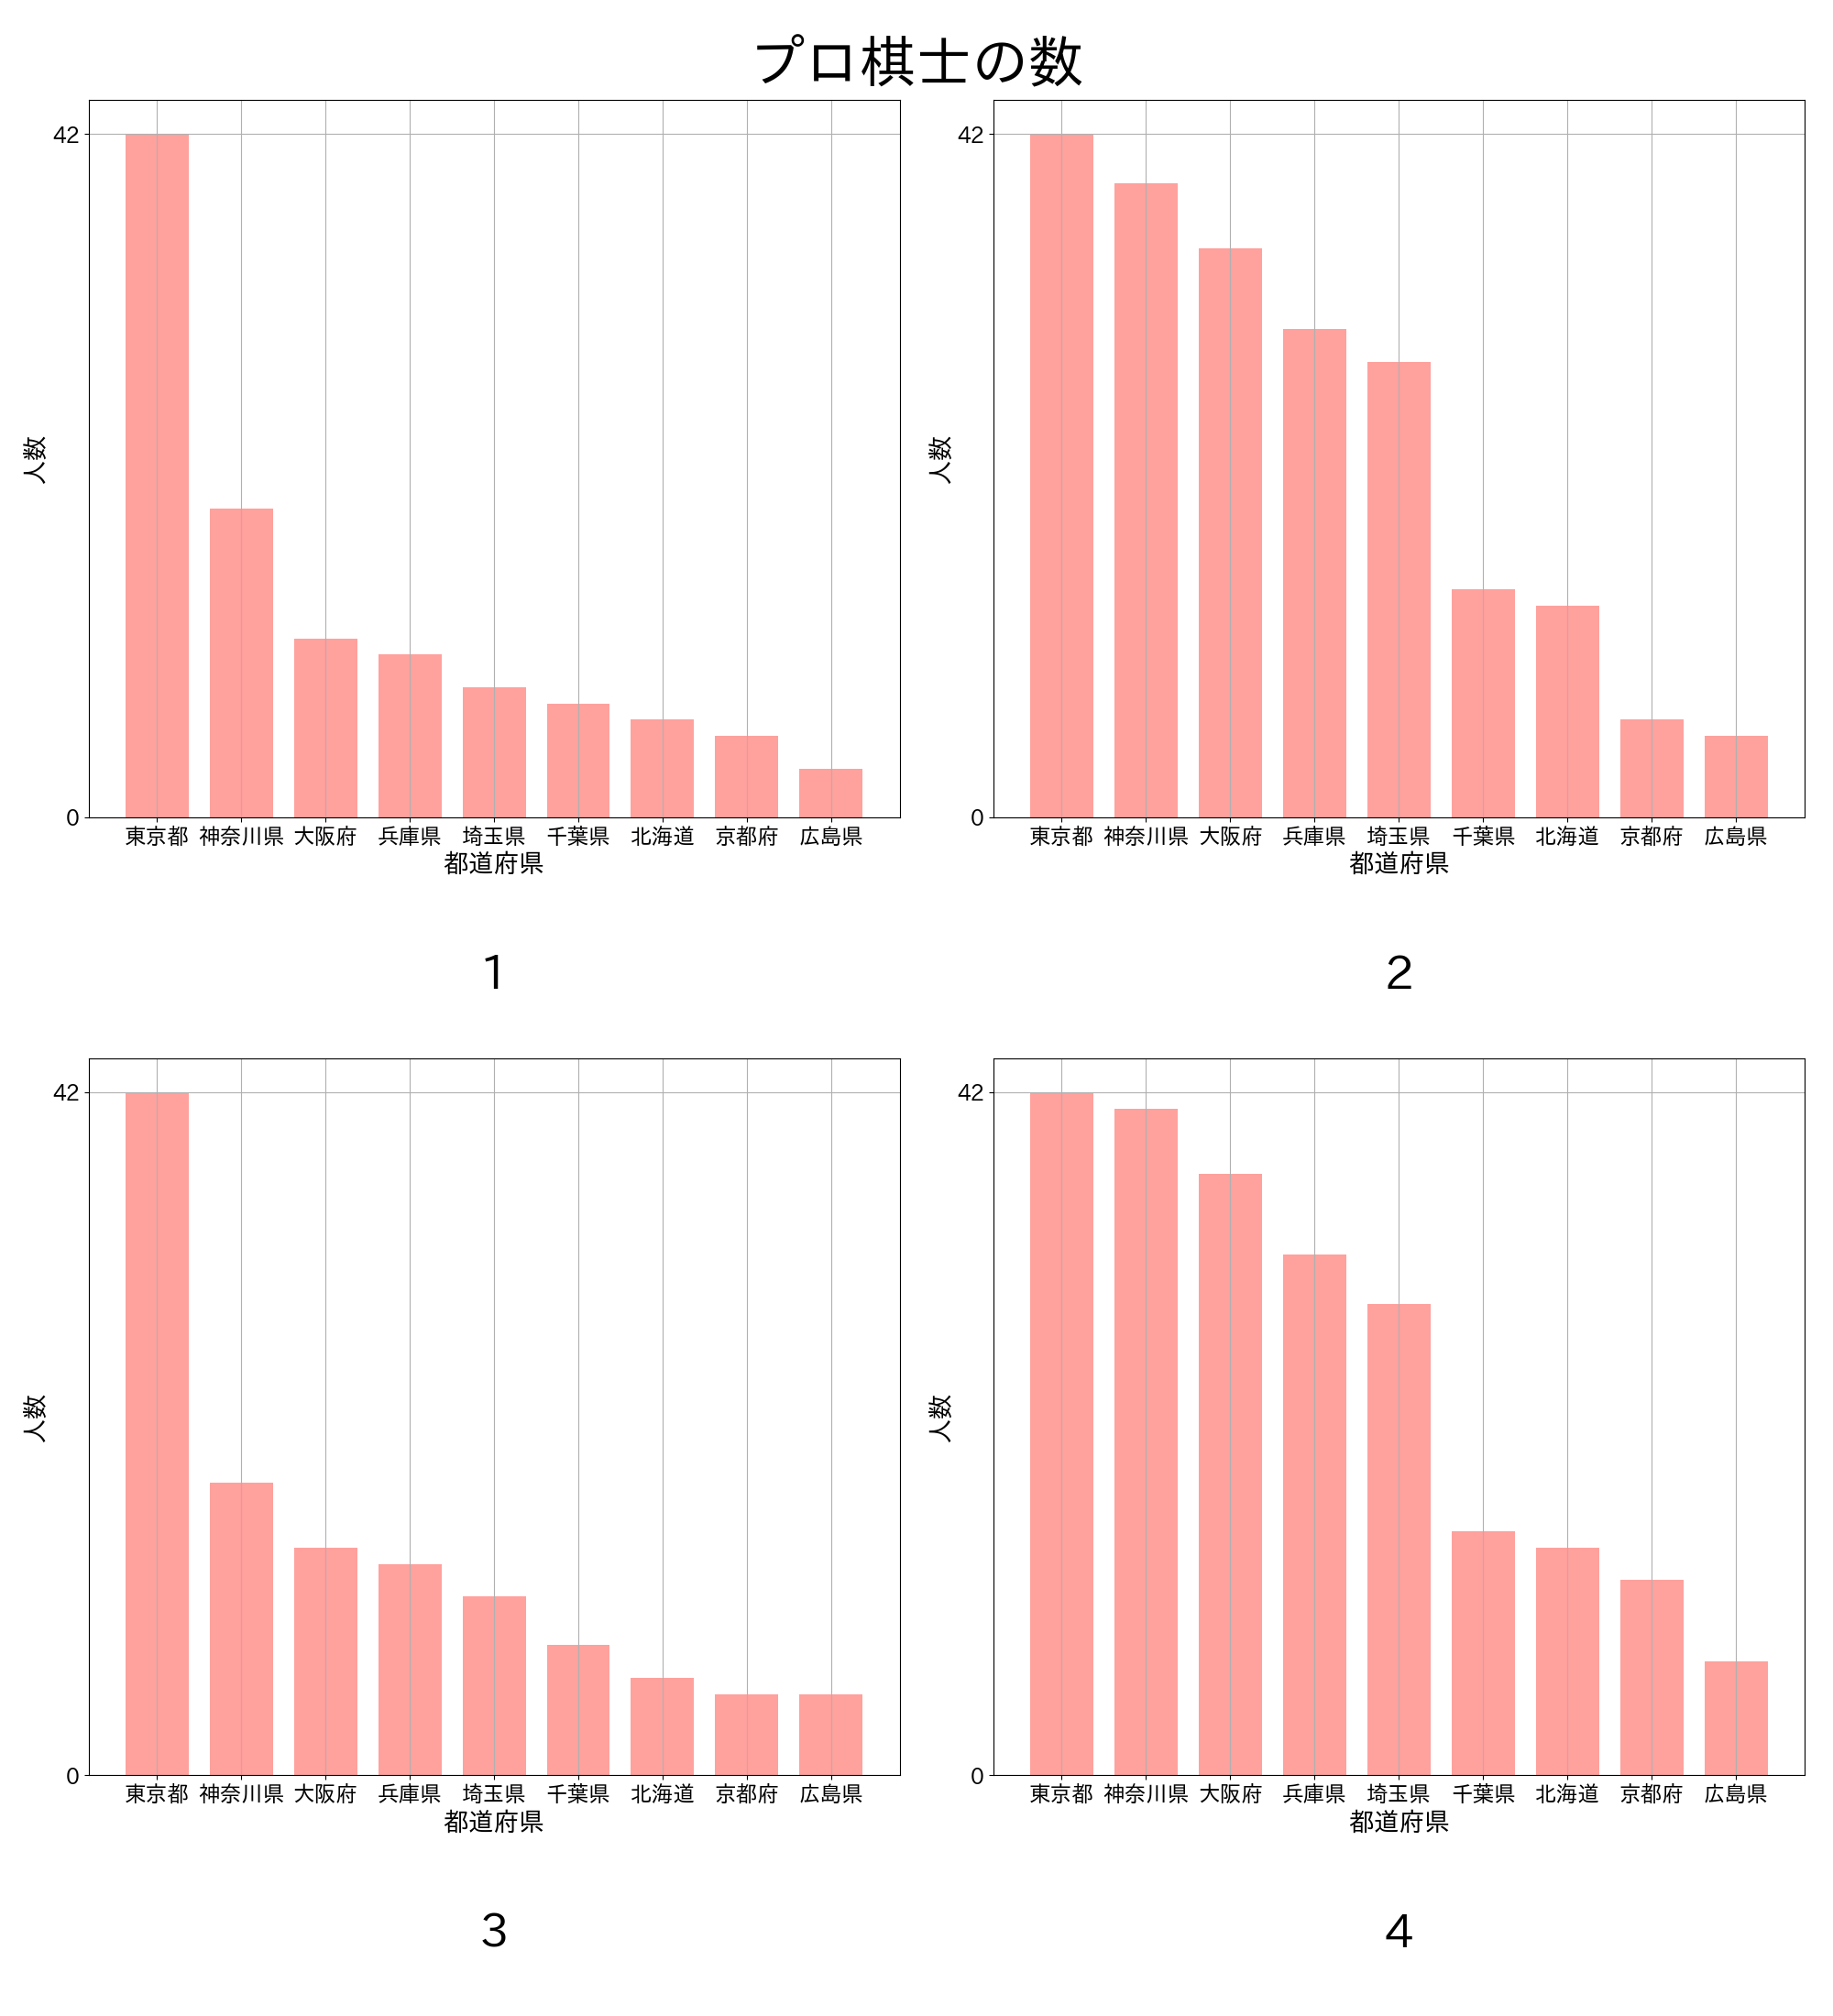 プロ棋士の数
42
0
人数
東京都 神奈川県 大阪府 兵庫県 埼玉県 千葉県 北海道 京都府 広島県
都道府県
1
42
0
人数
東京都 神奈川県 大阪府 兵庫県 埼玉県 千葉県 北海道 京都府 広島県
都道府県
2
42
0
人数
東京都 神奈川県 大阪府 兵庫県 埼玉県 千葉県 北海道 京都府 広島県
都道府県
3
42
0
人数
東京都 神奈川県 大阪府 兵庫県 埼玉県 千葉県 北海道 京都府 広島県
都道府県
4